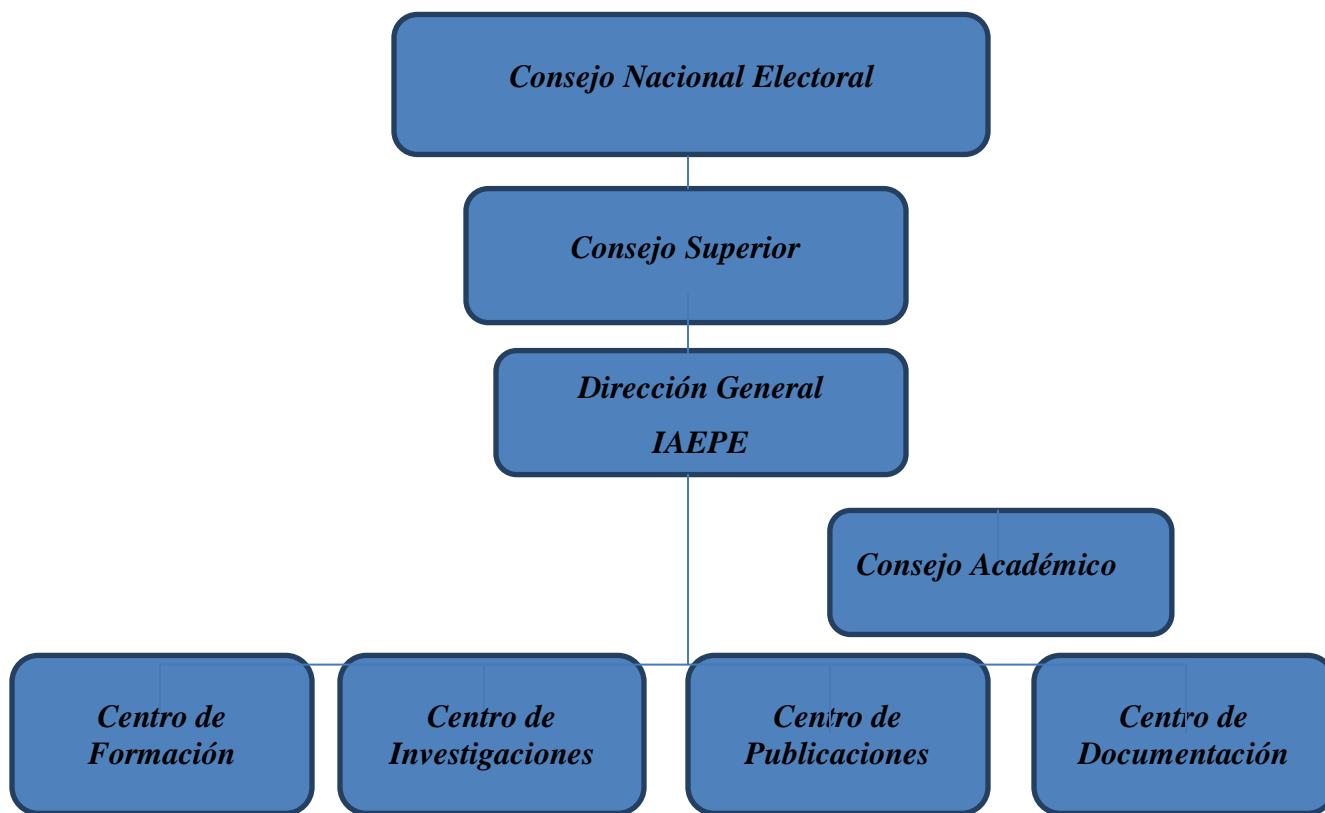 Consejo Nacional Electoral
Consejo Superior
Dirección General
IAEPE
Consejo Académico
Centro de
Formación
Centro de
Investigaciones
Centro de
Publicaciones
Centro de
Documentación